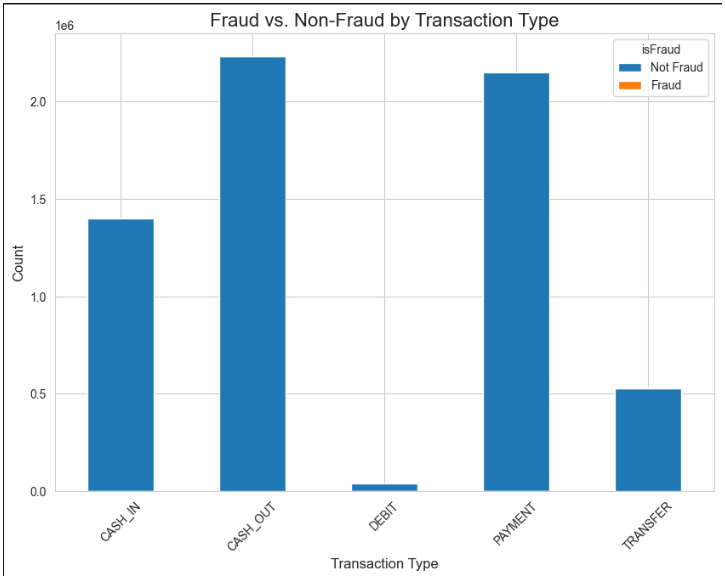 Fraud vs. Non-Fraud by Transaction Type
1e6
isFraud
Not Fraud
Fraud
2.0
1.5
1.0
0.5
0.0
Count
CASH_IN
CASH_OUT
DEBIT
PAYMENT
TRANSFER
Transaction Type